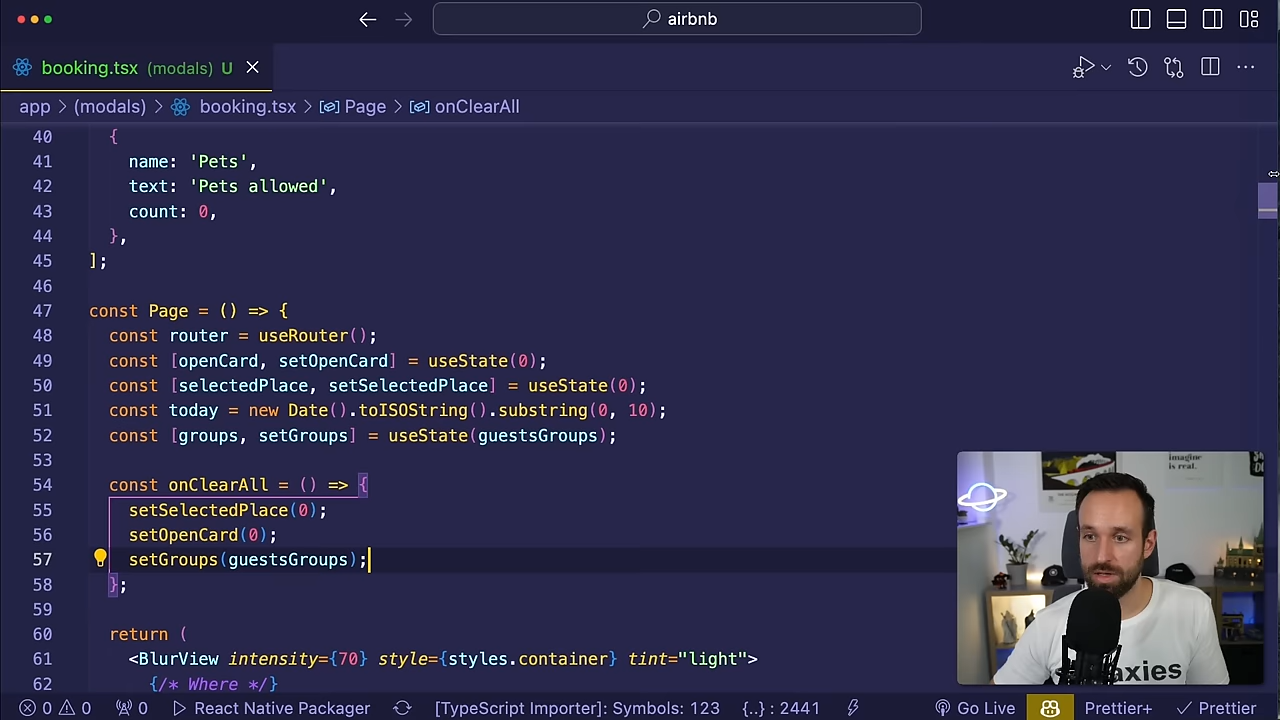 airbnb
booking.tsx (modals) U
app > (modals) > booking.tsx > Page > onClearAll
40 {
41 name: 'Pets',
42 text: 'Pets allowed',
43 count: 0,
44 },
45 ];
46
47 const Page = () => {
48 const router = useRouter();
49 const [openCard, setOpenCard] = useState(0);
50 const [selectedPlace, setSelectedPlace] = useState(0);
51 const today = new Date().toISOString().substring(0, 10);
52 const [groups, setGroups] = useState(guestsGroups);
53
54 const onClearAll = () => {
55 setSelectedPlace(0);
56 setOpenCard(0);
57 setGroups(guestsGroups);
58 };
59
60 return (
61 <BlurView intensity={70} style={styles.container} tint="light">
62 {/* Where */}
imagine
is real.
axies
0 0 0 React Native Packager [TypeScript Importer]: Symbols: 123 {..} : 2441 Go Live Prettier+ Prettier